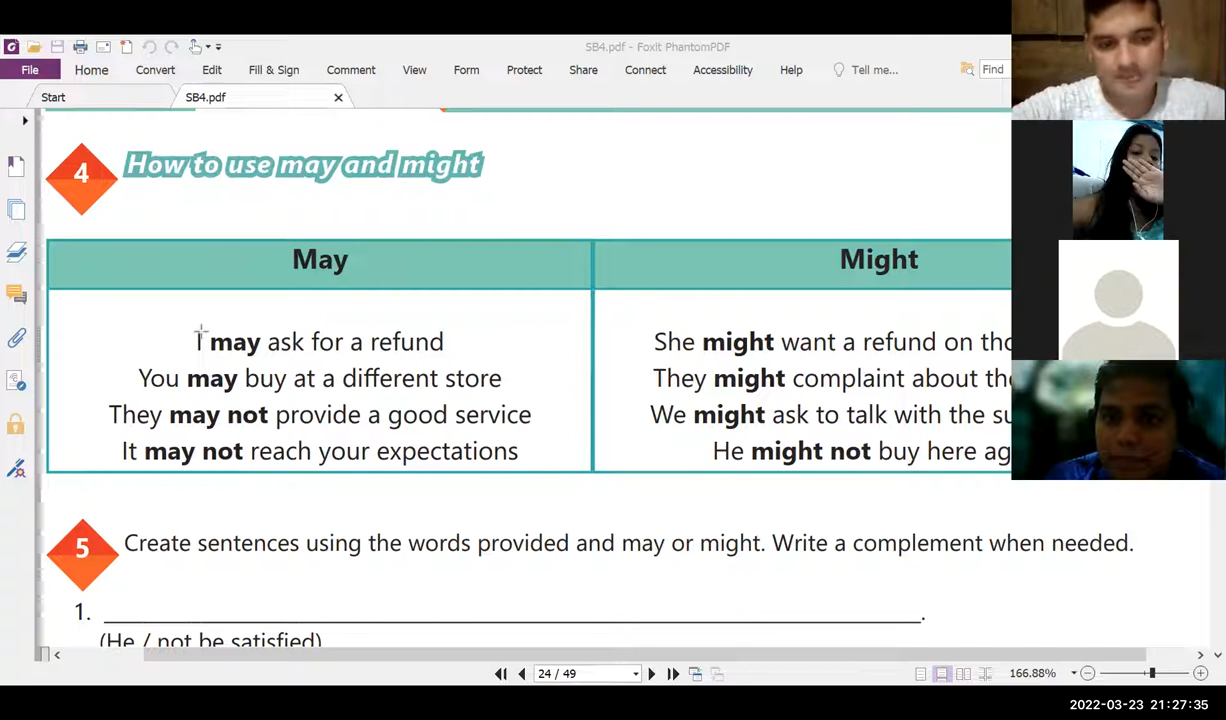 SB4.pdf - Foxit PhantomPDF
File Home Convert Edit Fill & Sign Comment View Form Protect Share Connect Accessibility Help Tell me... Find
Start SB4.pdf
4 How to use may and might
May Might
I may ask for a refund
You may buy at a different store
They may not provide a good service
It may not reach your expectations
She might want a refund on tho
They might complaint about the
We might ask to talk with the su
He might not buy here ag
5 Create sentences using the words provided and may or might. Write a complement when needed.
1. ______________________________.
(He / not be satisfied)
24 / 49 166.88%
2022-03-23 21:27:35